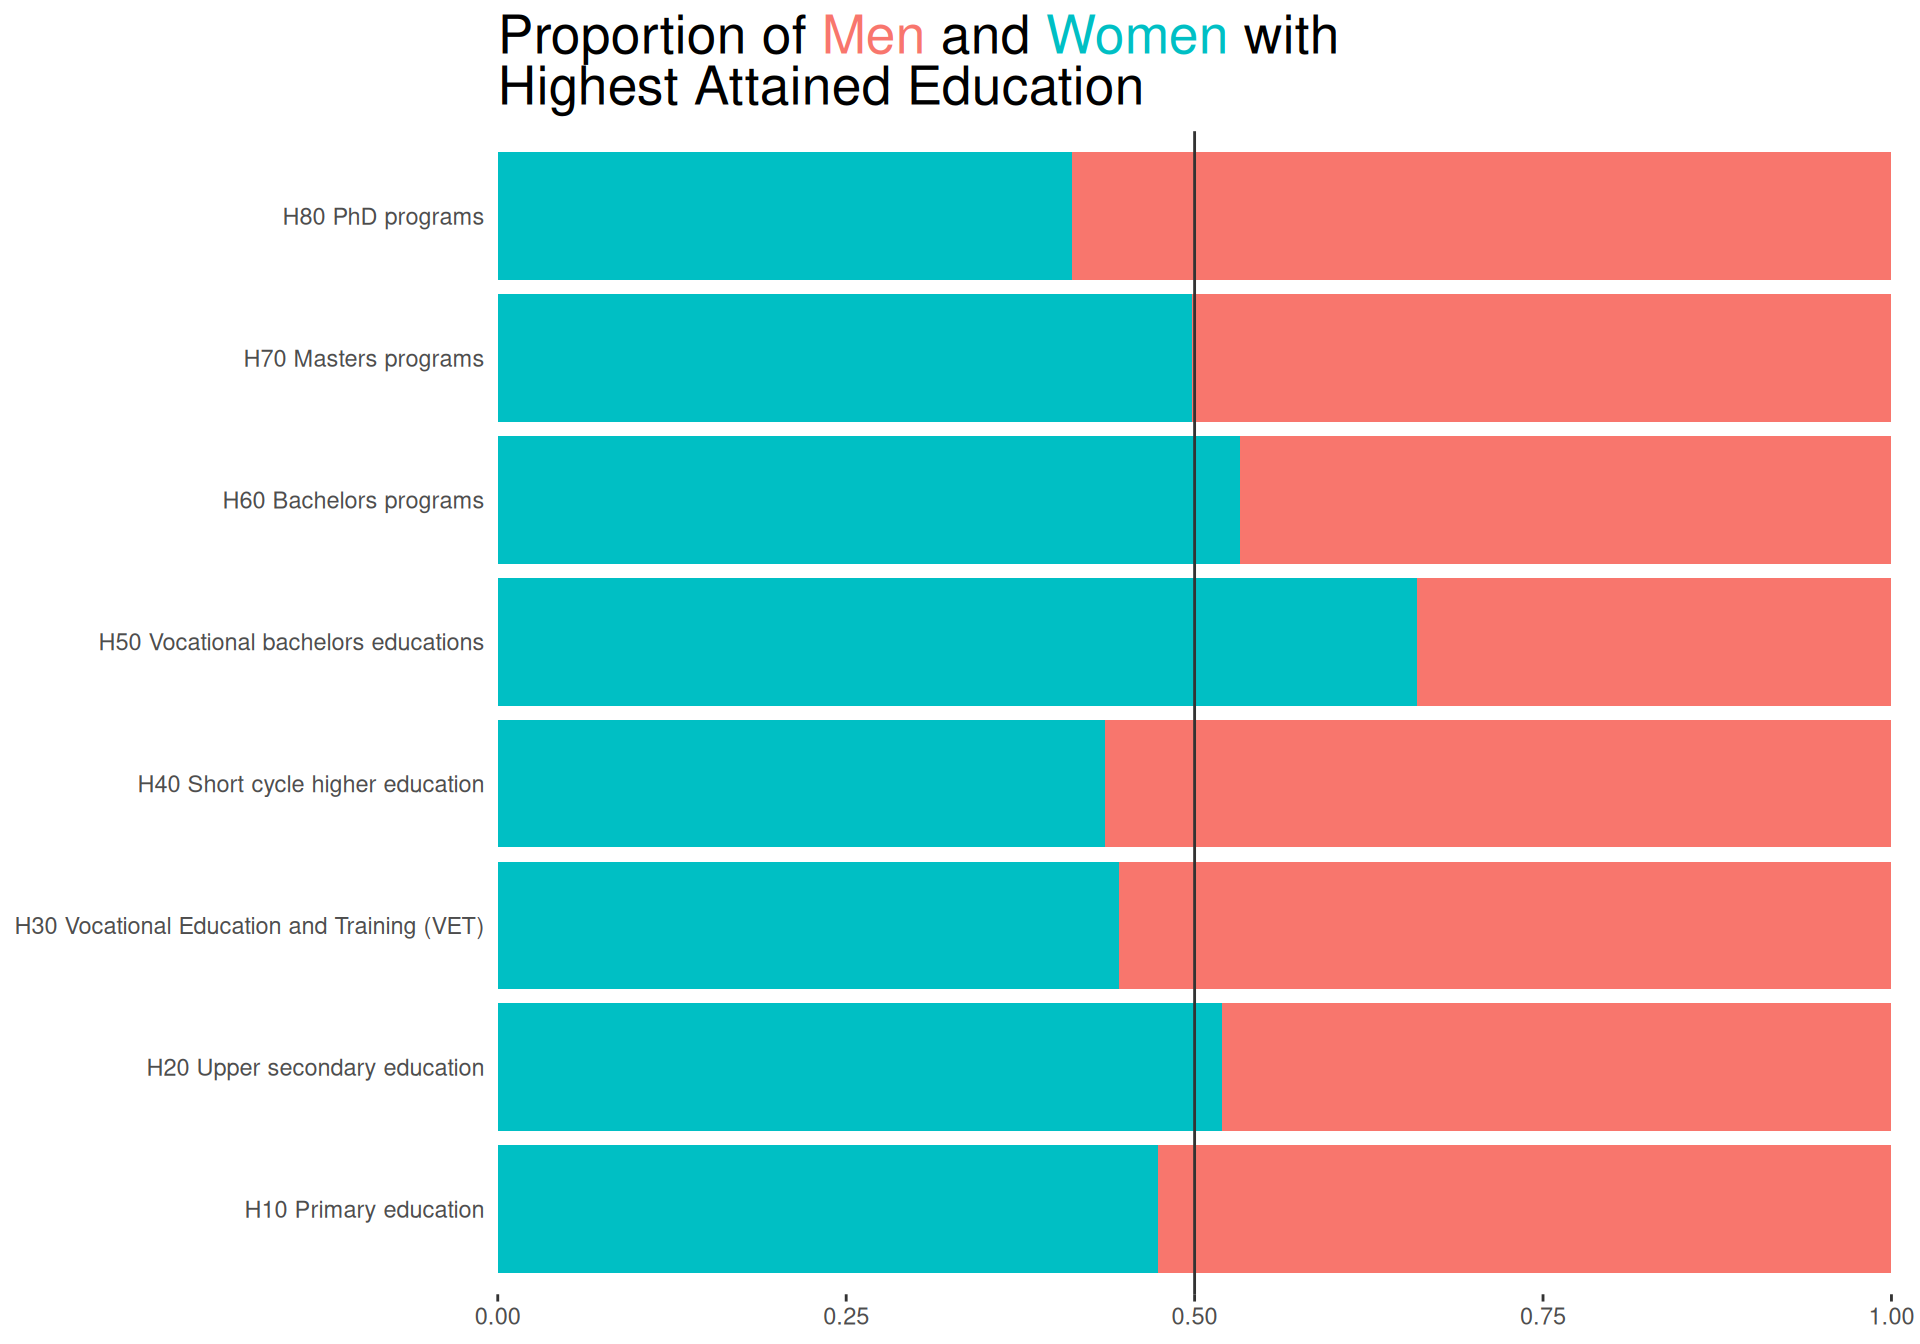 Proportion of Men and Women with
Highest Attained Education
H80 PhD programs
H70 Masters programs
H60 Bachelors programs
H50 Vocational bachelors educations
H40 Short cycle higher education
H30 Vocational Education and Training (VET)
H20 Upper secondary education
H10 Primary education
0.00 0.25 0.50 0.75 1.00